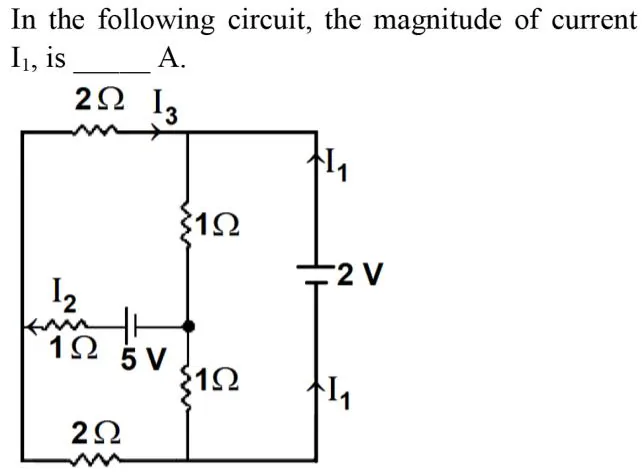 In the following circuit, the magnitude of current
I₁, is _____ A.
2Ω I₃
I₁
1Ω
2 V
I₂
1Ω 5 V
1Ω
I₁
2Ω